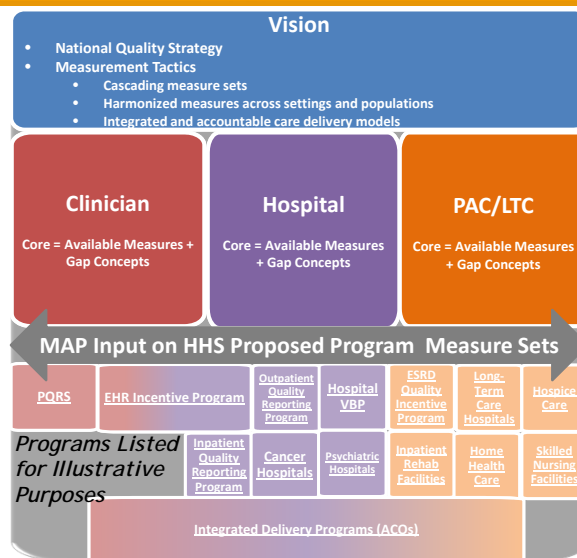 Vision
• National Quality Strategy
• Measurement Tactics
• Cascading measure sets
• Harmonized measures across settings and populations
• Integrated and accountable care delivery models
Clinician
Core = Available Measures +
Gap Concepts
Hospital
Core = Available Measures
+ Gap Concepts
PAC/LTC
Core = Available Measures
+ Gap Concepts
MAP Input on HHS Proposed Program Measure Sets
PQRS
EHR Incentive Program
Outpatient
Quality
Reporting
Program
Hospital
VBP
ESRD
Quality
Incentive
Program
Long-
Term
Care
Hospitals
Hospice
Care
Programs Listed
for Illustrative
Purposes
Inpatient
Quality
Reporting
Program
Cancer
Hospitals
Psychiatric
Hospitals
Inpatient
Rehab
Facilities
Home
Health
Care
Skilled
Nursing
Facilities
Integrated Delivery Programs (ACOs)